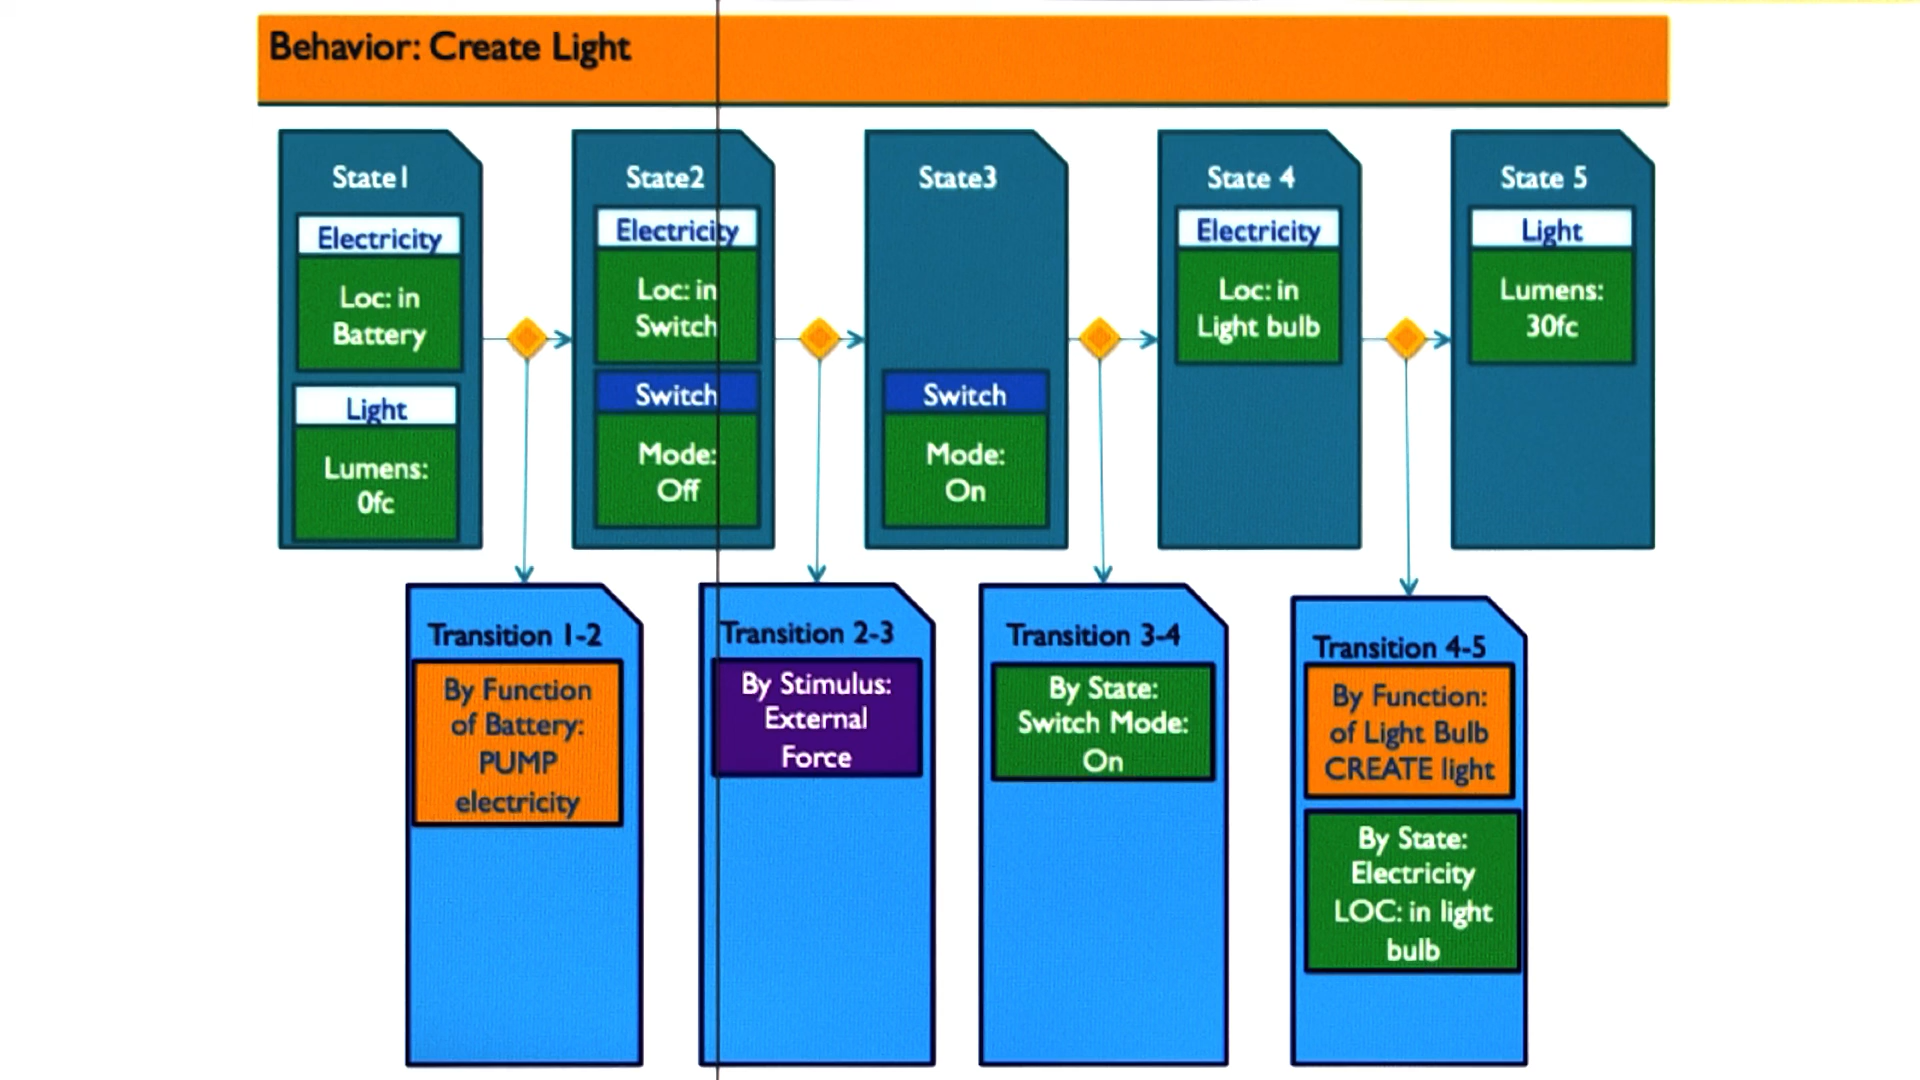 Behavior: Create Light
State1
Electricity
Loc: in
Battery
Light
Lumens:
0fc
State2
Electricity
Loc: in
Switch
Switch
Mode:
Off
State3
Switch
Mode:
On
State 4
Electricity
Loc: in
Light bulb
State 5
Light
Lumens:
30fc
Transition 1-2
By Function
of Battery:
PUMP
electricity
Transition 2-3
By Stimulus:
External
Force
Transition 3-4
By State:
Switch Mode:
On
Transition 4-5
By Function:
of Light Bulb
CREATE light
By State:
Electricity
LOC: in light
bulb